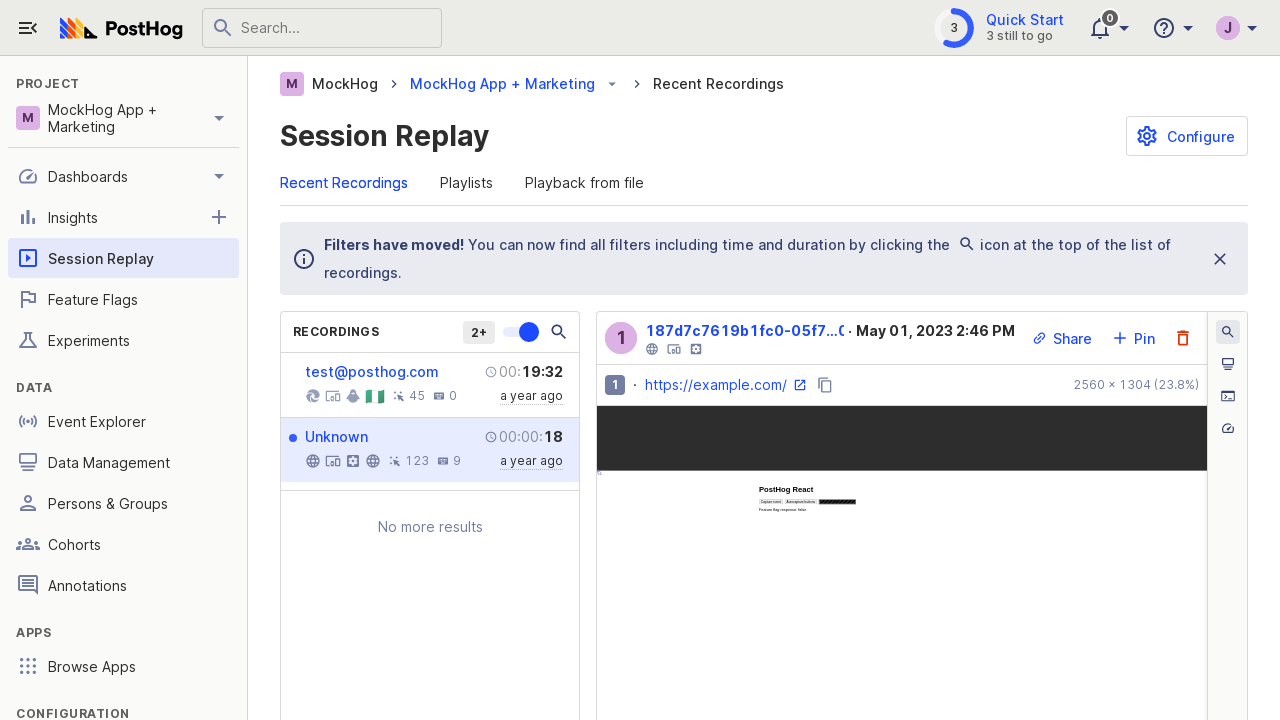 PostHog
Search...
3
Quick Start
3 still to go
0
J
PROJECT
M
MockHog App +
Marketing
Dashboards
Insights
Session Replay
Feature Flags
Experiments
DATA
Event Explorer
Data Management
Persons & Groups
Cohorts
Annotations
APPS
Browse Apps
CONFIGURATION
M MockHog MockHog App + Marketing Recent Recordings
Session Replay
Configure
Recent Recordings Playlists Playback from file
Filters have moved! You can now find all filters including time and duration by clicking the icon at the top of the list of
recordings.
RECORDINGS 2+
test@posthog.com 00:19:32
45 0 a year ago
Unknown 00:00:18
123 9 a year ago
No more results
1
187d7c7619b1fc0-05f7...0 · May 01, 2023 2:46 PM
Share Pin
1 · https://example.com/ 2560 × 1304 (23.8%)
PostHog React
Capture event Autocapture buttons
Feature flag response: false